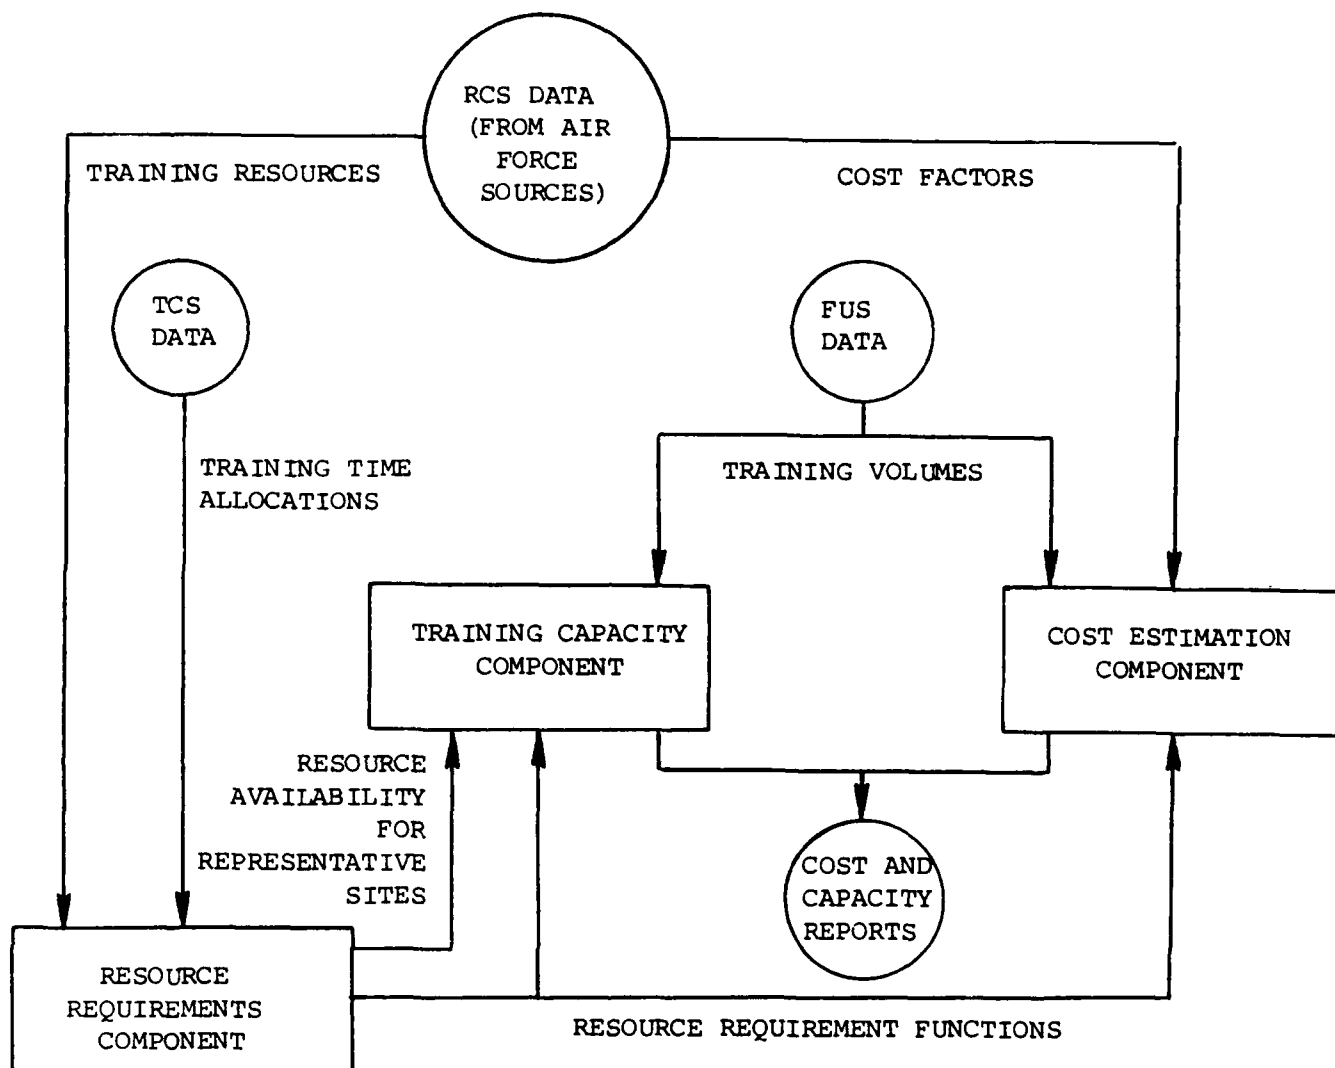 RCS DATA
(FROM AIR
FORCE
SOURCES)
TRAINING RESOURCES
COST FACTORS
TCS
DATA
FUS
DATA
TRAINING TIME
ALLOCATIONS
TRAINING VOLUMES
TRAINING CAPACITY
COMPONENT
COST ESTIMATION
COMPONENT
RESOURCE
AVAILABILITY
FOR
REPRESENTATIVE
SITES
COST AND
CAPACITY
REPORTS
RESOURCE
REQUIREMENTS
COMPONENT
RESOURCE REQUIREMENT FUNCTIONS